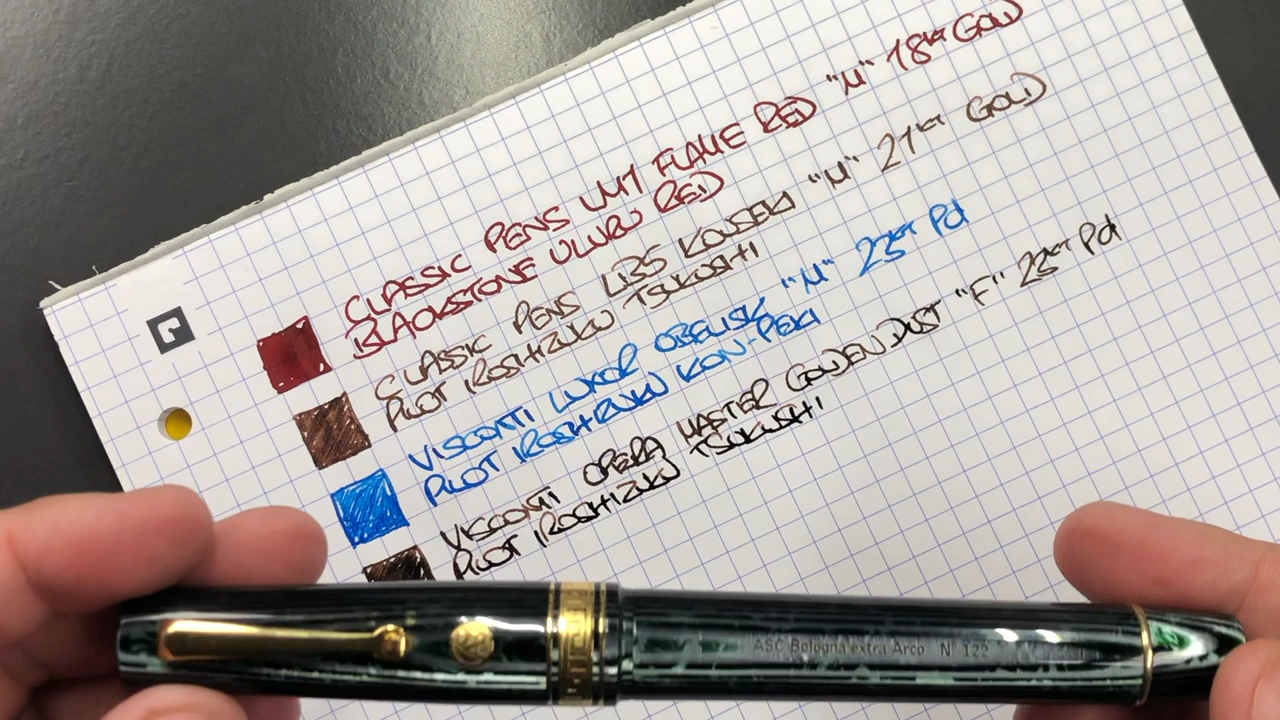 CLASSIC PENS LM1 FLAME RED "M" 18kt GOLD
BLACKSTONE ULURU RED
CLASSIC PENS LB5 KOUSEKI "M" 21kt GOLD
PILOT IROSHIZUKU TSUKUSHI
VISCONTI LUXOR OBELISK "M" 23kt Pd
PILOT IROSHIZUKU KON-PEKI
VISCONTI OPERA MASTER GOLDEN DUST "F" 23kt Pd
PILOT IROSHIZUKU TSUKUSHI
ASC Bologna extra Arco N° 122